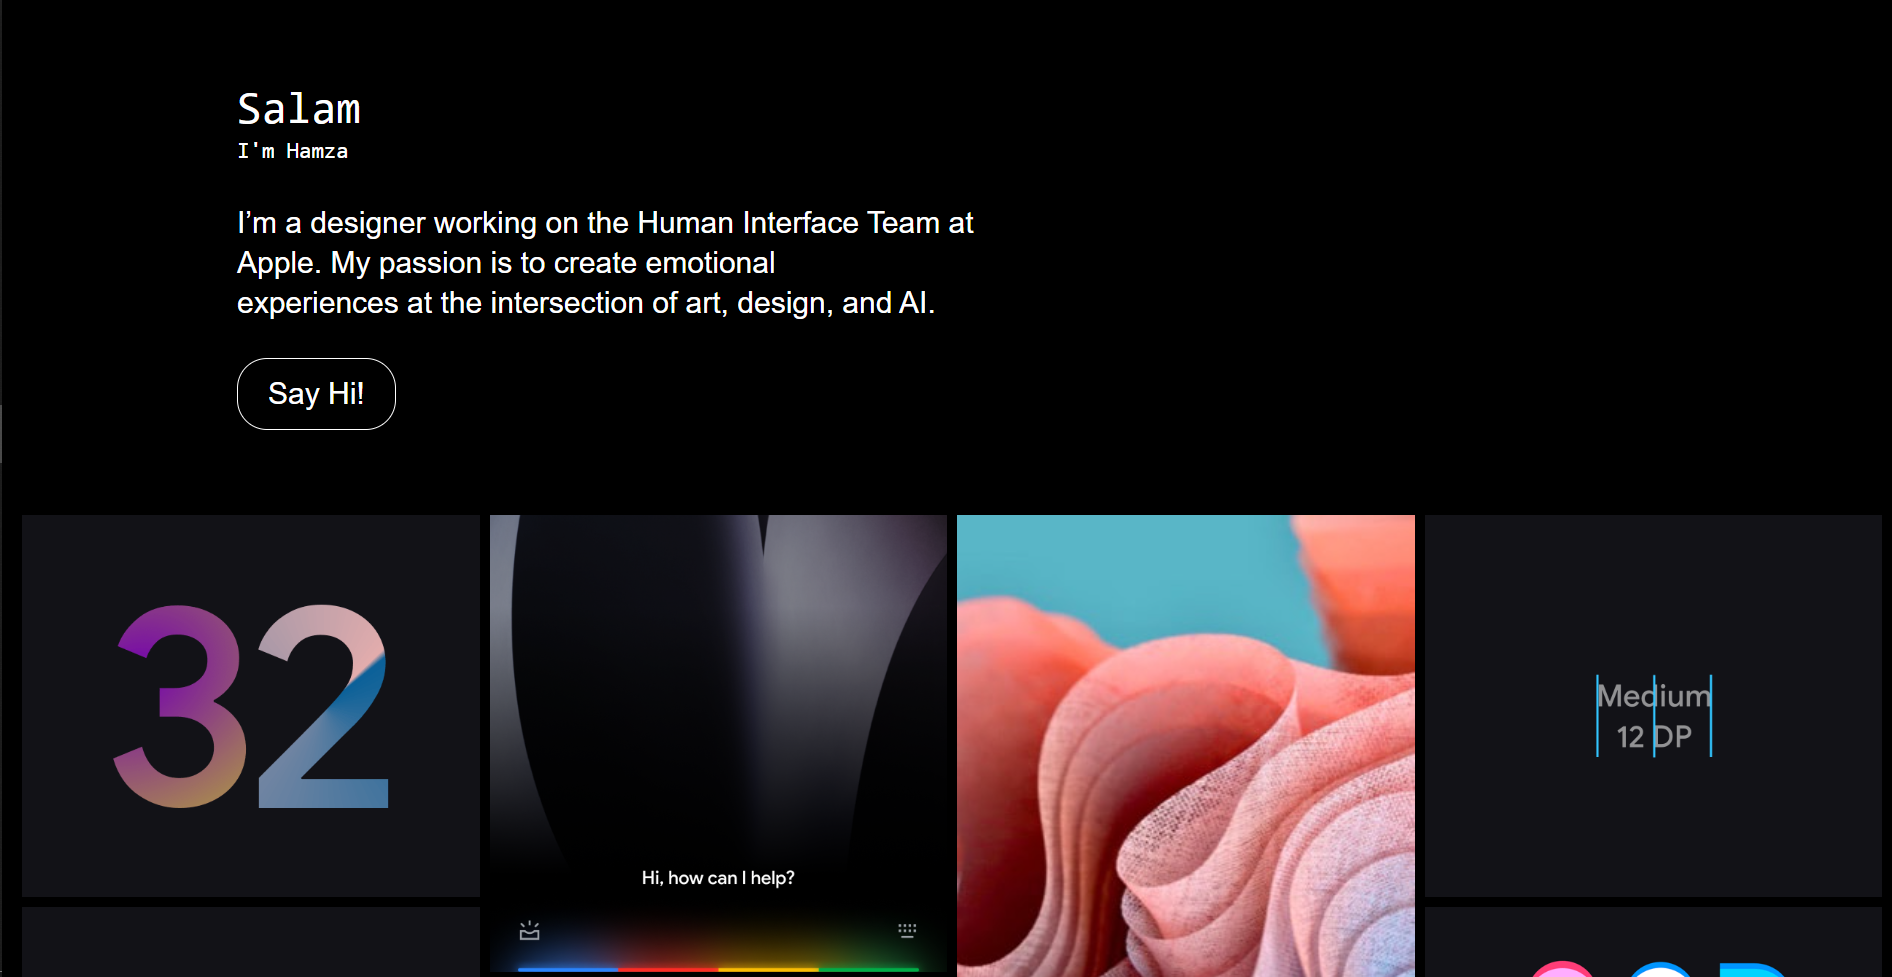 Salam
I'm Hamza
I’m a designer working on the Human Interface Team at
Apple. My passion is to create emotional
experiences at the intersection of art, design, and AI.
Say Hi!
32
Hi, how can I help?
Medium
12 DP